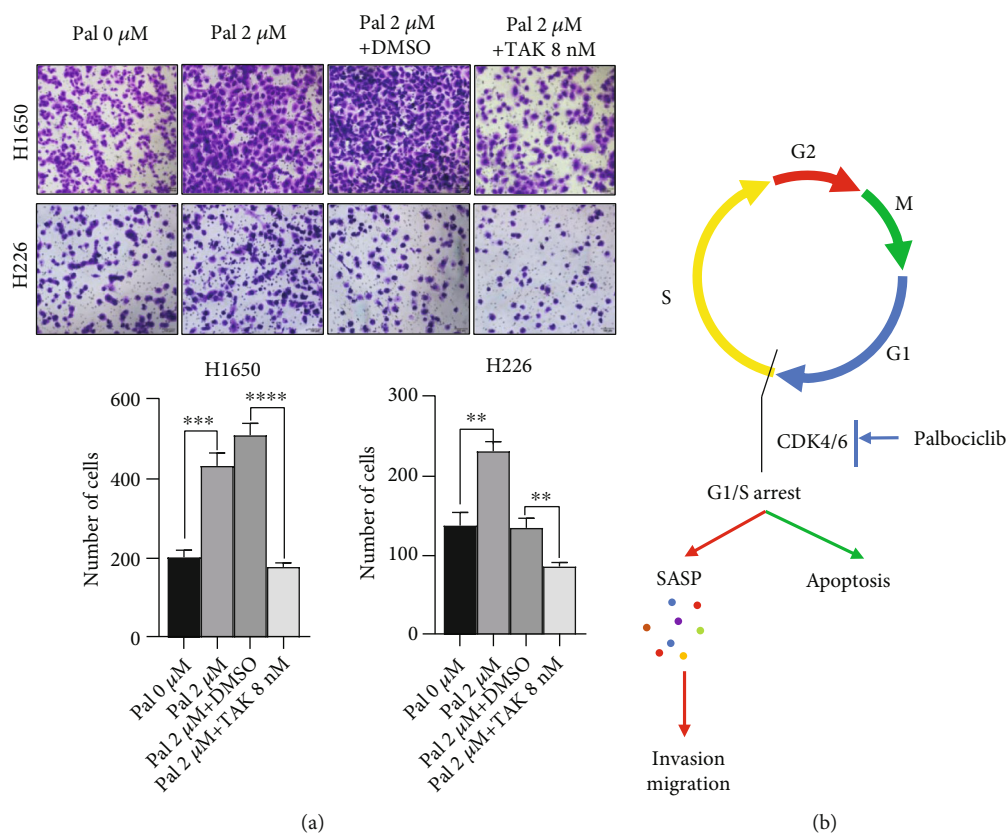 Pal 0 μM
Pal 2 μM
Pal 2 μM
+DMSO
Pal 2 μM
+TAK 8 nM
H1650
H226
H1650
Number of cells
600
400
200
0
***
****
Pal 0 μM
Pal 2 μM
Pal 2 μM+DMSO
Pal 2 μM+TAK 8 nM
H226
Number of cells
300
200
100
0
**
**
Pal 0 μM
Pal 2 μM
Pal 2 μM+DMSO
Pal 2 μM+TAK 8 nM
(a)
G2
M
S
G1
CDK4/6
Palbociclib
G1/S arrest
SASP
Apoptosis
Invasion
migration
(b)